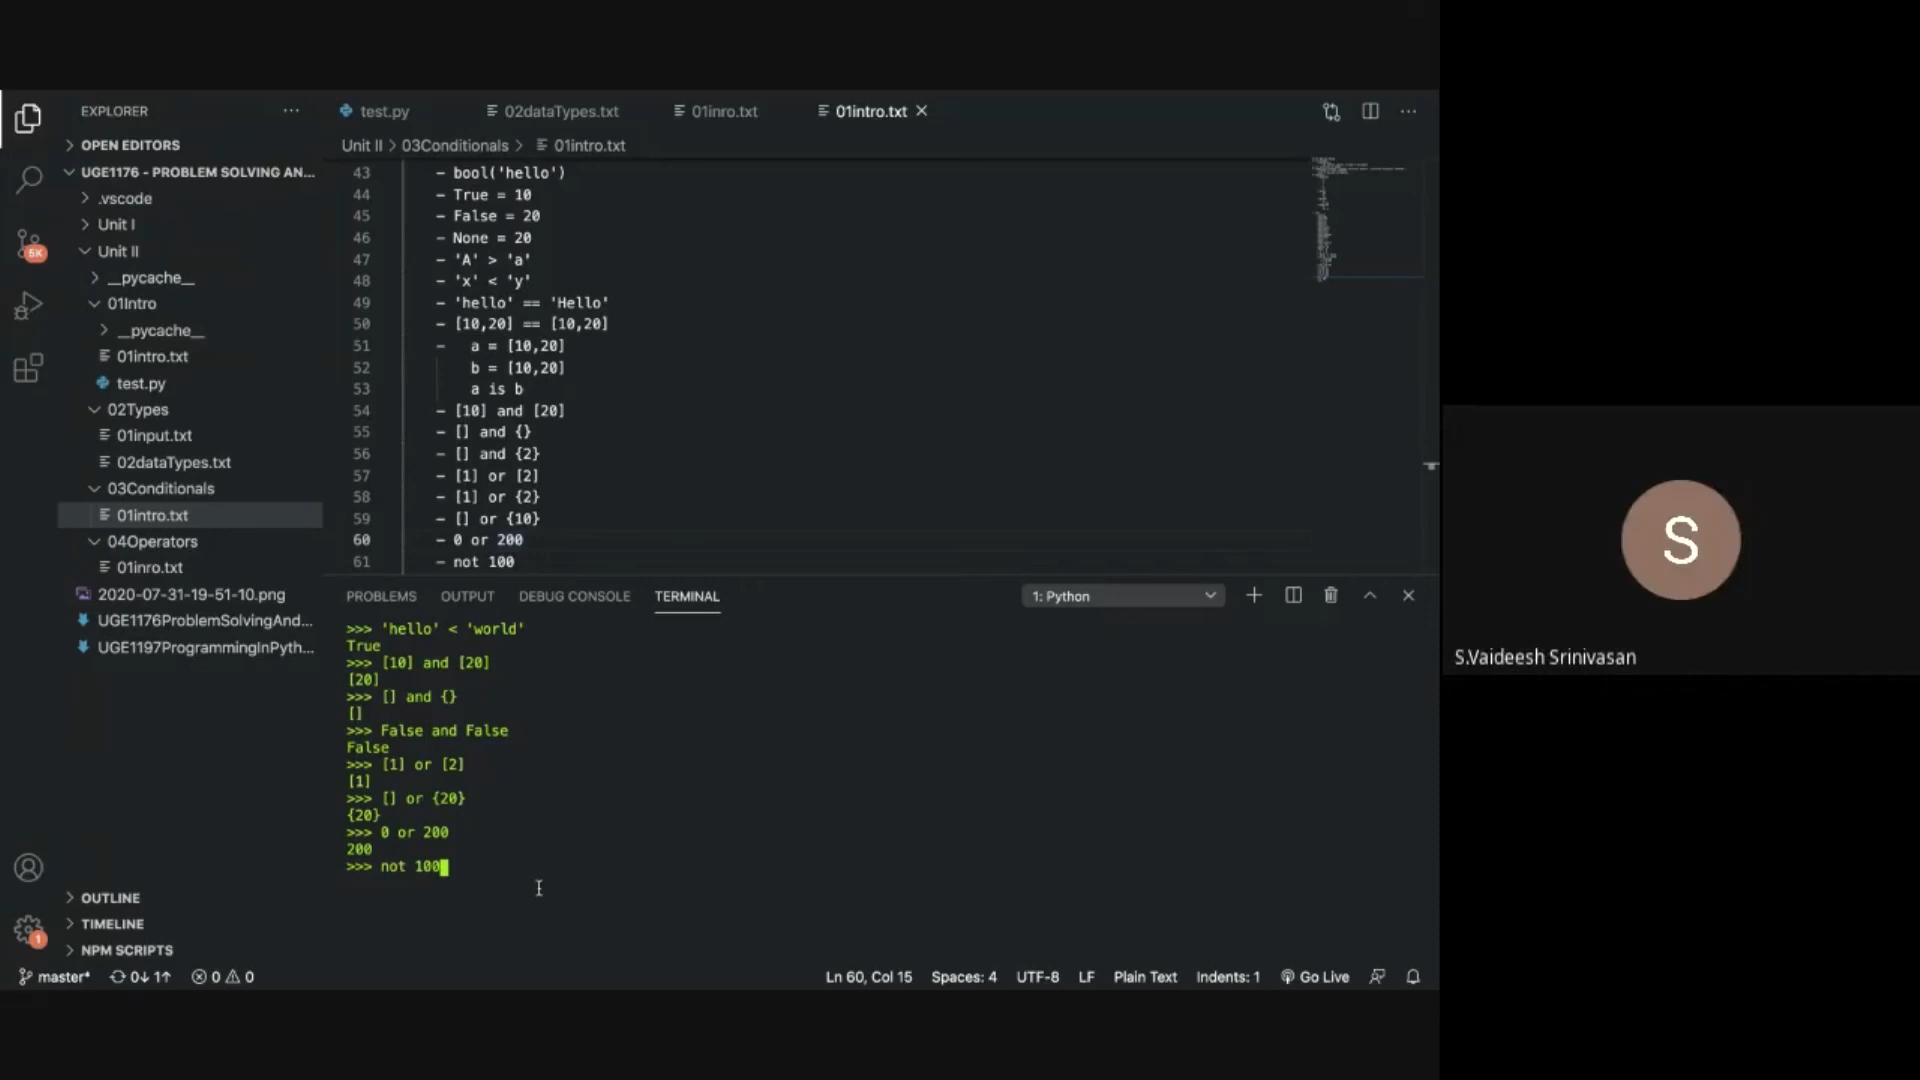 EXPLORER
OPEN EDITORS
UGE1176 - PROBLEM SOLVING AN...
.vscode
Unit I
Unit II
__pycache__
01Intro
__pycache__
01intro.txt
test.py
02Types
01input.txt
02dataTypes.txt
03Conditionals
01intro.txt
04Operators
01inro.txt
2020-07-31-19-51-10.png
UGE1176ProblemSolvingAnd...
UGE1197ProgrammingInPyth...
OUTLINE
TIMELINE
NPM SCRIPTS
5K
1
test.py 02dataTypes.txt 01inro.txt 01intro.txt
Unit II > 03Conditionals > 01intro.txt
43 - bool('hello')
44 - True = 10
45 - False = 20
46 - None = 20
47 - 'A' > 'a'
48 - 'x' < 'y'
49 - 'hello' == 'Hello'
50 - [10,20] == [10,20]
51 - a = [10,20]
52 b = [10,20]
53 a is b
54 - [10] and [20]
55 - [] and {}
56 - [] and {2}
57 - [1] or [2]
58 - [1] or {2}
59 - [] or {10}
60 - 0 or 200
61 - not 100
PROBLEMS OUTPUT DEBUG CONSOLE TERMINAL 1: Python
>>> 'hello' < 'world'
True
>>> [10] and [20]
[20]
>>> [] and {}
[]
>>> False and False
False
>>> [1] or [2]
[1]
>>> [] or {20}
{20}
>>> 0 or 200
200
>>> not 100
master* 0↓ 1↑ 0 0 Ln 60, Col 15 Spaces: 4 UTF-8 LF Plain Text Indents: 1 Go Live
S
S.Vaideesh Srinivasan